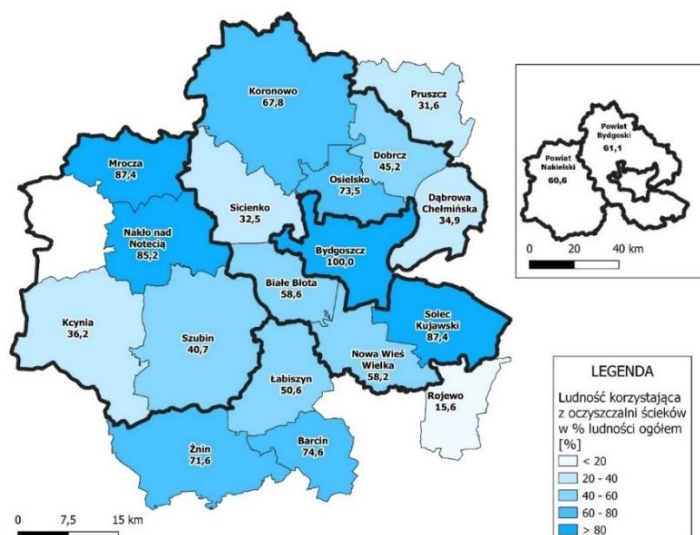 Koronowo
67,8
Pruszcz
31,6
Mrocza
87,4
Dobrcz
45,2
Osielsko
73,5
Sicienko
32,5
Dąbrowa
Chełmińska
34,9
Nakło nad
Notecią
85,2
Bydgoszcz
100,0
Białe Błota
58,6
Solec
Kujawski
87,4
Kcynia
36,2
Szubin
40,7
Nowa Wieś
Wielka
58,2
Łabiszyn
50,6
Rojewo
15,6
Żnin
71,6
Barcin
74,6
0 7,5 15 km
Powiat
Bydgoski
61,1
Powiat
Nakielski
60,6
0 20 40 km
LEGENDA
Ludność korzystająca
z oczyszczalni ścieków
w % ludności ogółem
[%]
< 20
20 - 40
40 - 60
60 - 80
> 80